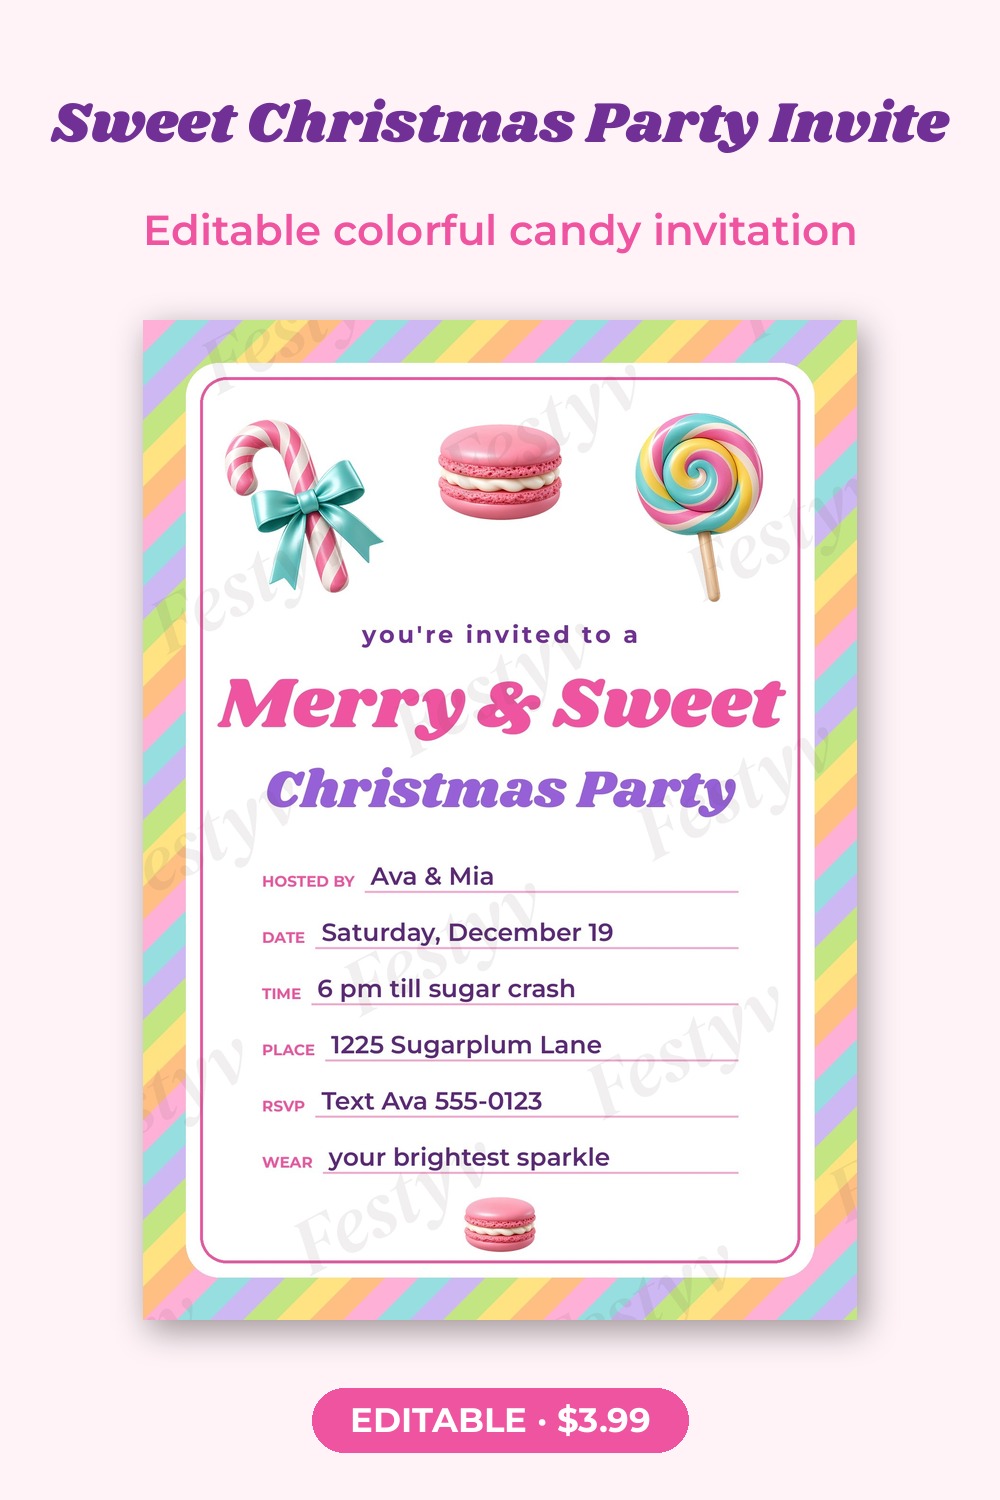 Sweet Christmas Party Invite
Editable colorful candy invitation
you're invited to a
Merry & Sweet
Christmas Party
HOSTED BY Ava & Mia
DATE Saturday, December 19
TIME 6 pm till sugar crash
PLACE 1225 Sugarplum Lane
RSVP Text Ava 555-0123
WEAR your brightest sparkle
EDITABLE · $3.99
Festyv